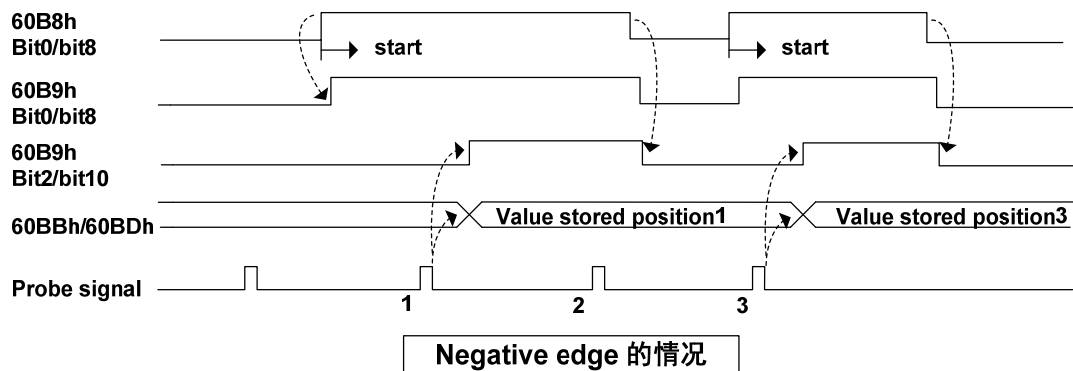 60B8h
Bit0/bit8
start
start
60B9h
Bit0/bit8
60B9h
Bit2/bit10
60BBh/60BDh
Value stored position1
Value stored position3
Probe signal
1
2
3
Negative edge 的情况